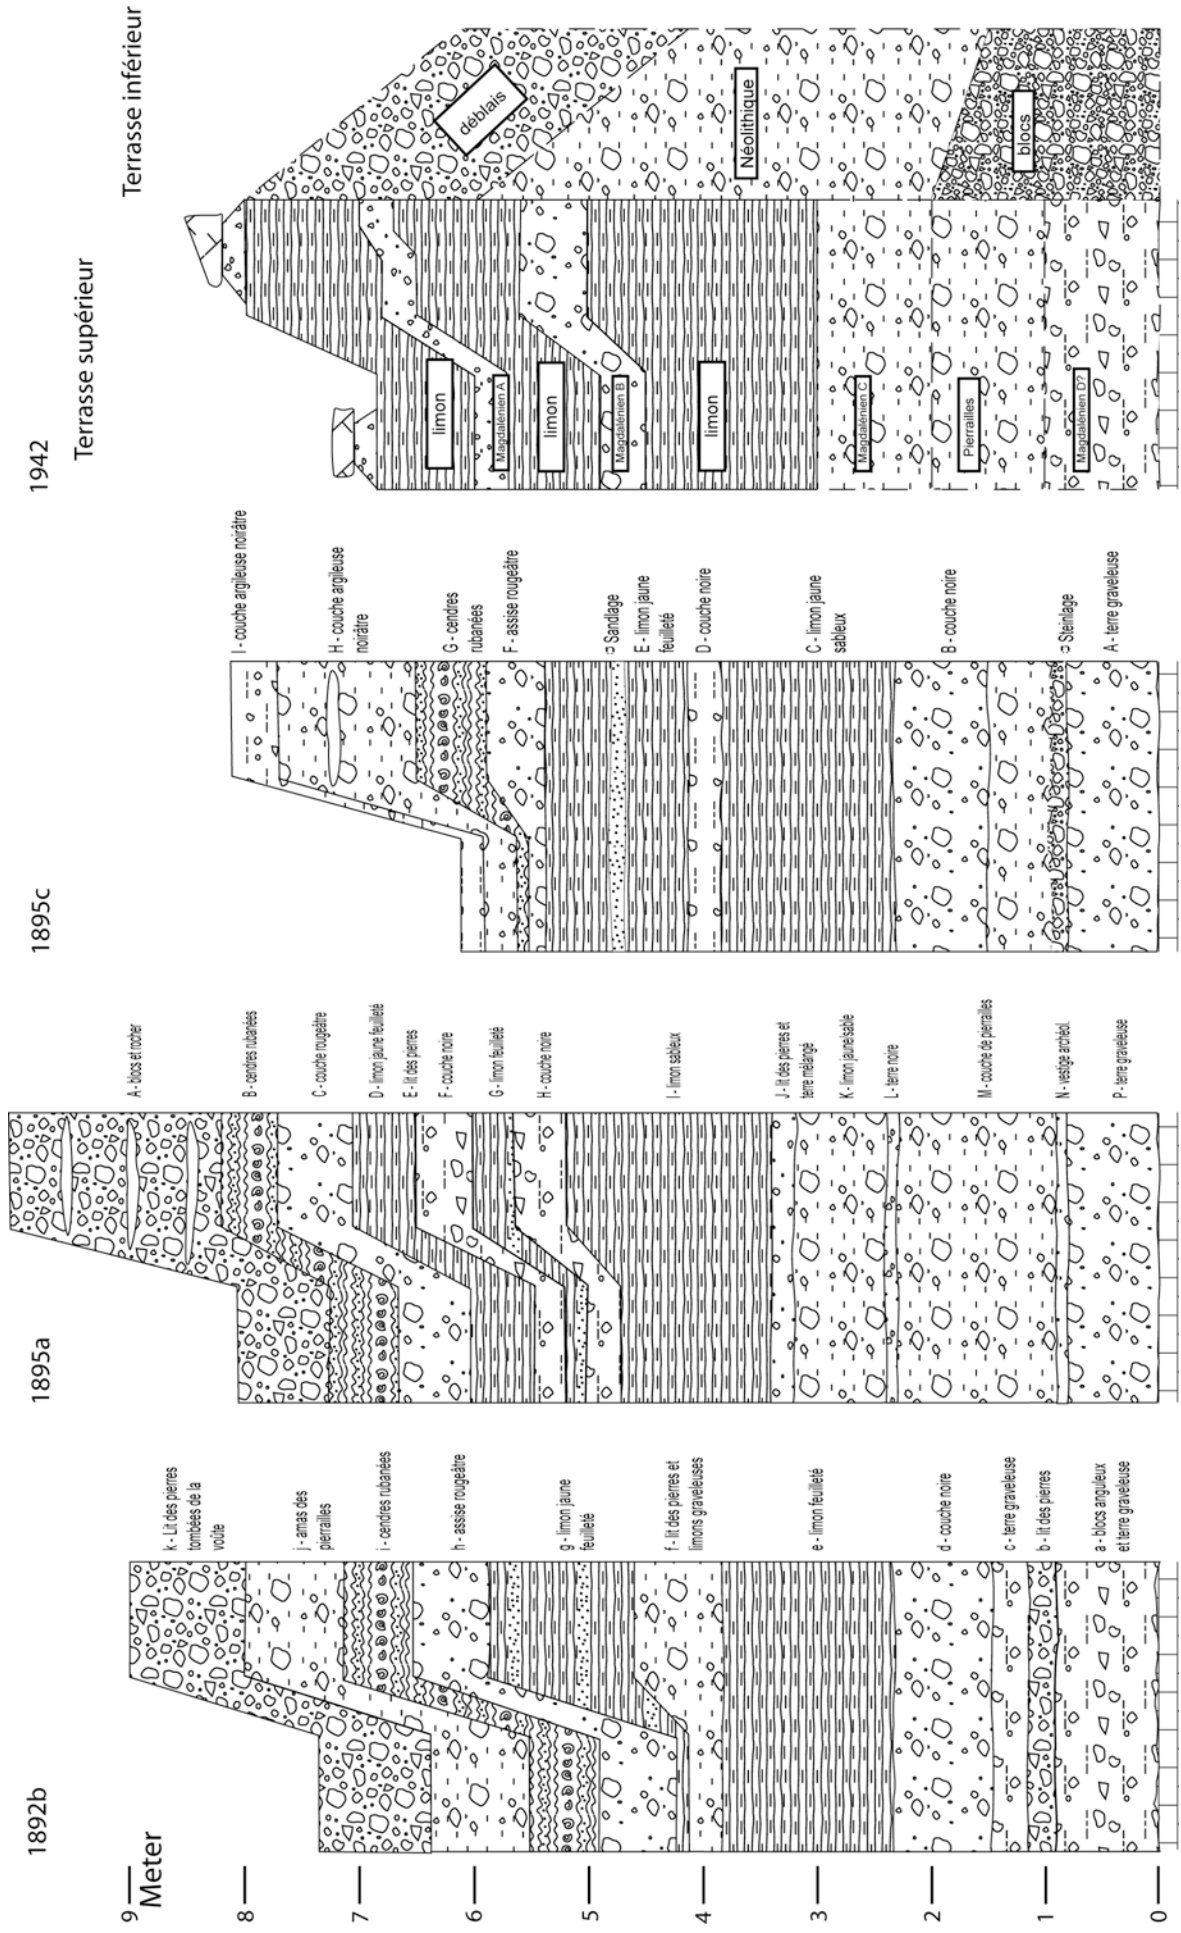 1892b
k - Lit des pierres
tombées de la
voûte
j - amas des
pierrailles
i - cendres rubanées
h - assise rougeâtre
g - limon jaune
feuilleté
f - lit des pierres et
limons graveleuses
e - limon feuilleté
d - couche noire
c - terre graveleuse
b - lit des pierres
a - blocs anguleux
et terre graveleuse
9
Meter
8
7
6
5
4
3
2
1
0
1895a
A - blocs et rocher
B - cendres rubanées
C - couche rougeâtre
D - limon jaune feuilleté
E - lit des pierres
F - couche noire
G - limon feuilleté
H - couche noire
I - limon sableux
J - lit des pierres et
terre mélangé
K - limon jaune/sable
L - terre noire
M - couche de pierrailles
N - vestige archéol.
P - terre graveleuse
1895c
I - couche argileuse noirâtre
H - couche argileuse
noirâtre
G - cendres
rubanées
F - assise rougeâtre
Sandlage
E - limon jaune
feuilleté
D - couche noire
C - limon jaune
sableux
B - couche noire
Steinlage
A - terre graveleuse
1942
Terrasse supérieur
limon
Magdalénien A
limon
Magdalénien B
limon
Magdalénien C
Pierrailles
Magdalénien D?
Terrasse inférieur
déblais
Néolithique
blocs